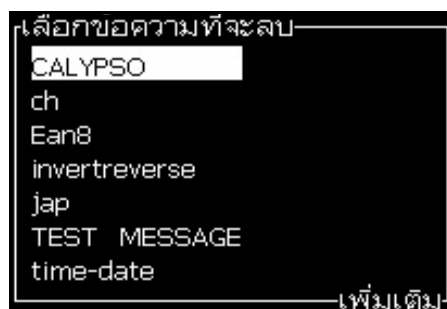 เลือกข้อความที่จะลบ
CALYPSO
ch
Ean8
invertreverse
jap
TEST MESSAGE
time-date
เพิ่มเติม